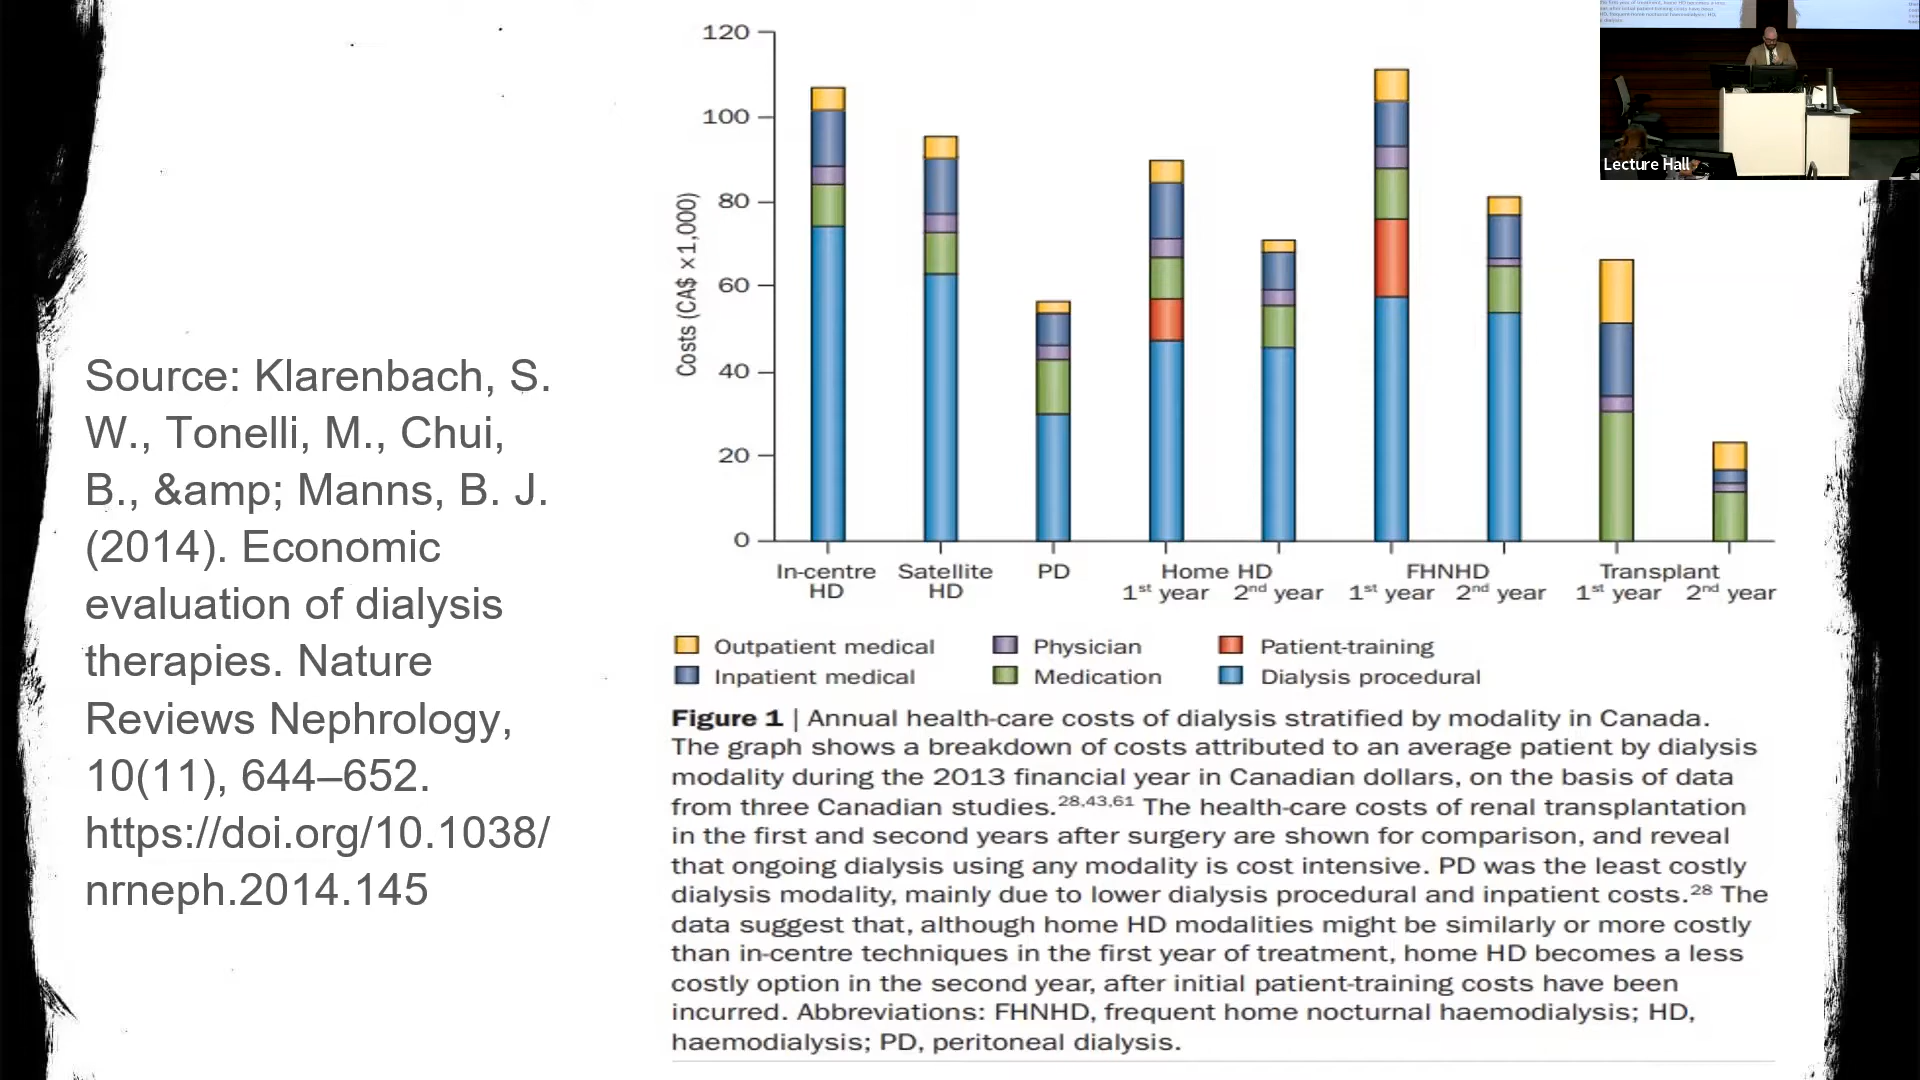 Source: Klarenbach, S.
W., Tonelli, M., Chui,
B., &amp; Manns, B. J.
(2014). Economic
evaluation of dialysis
therapies. Nature
Reviews Nephrology,
10(11), 644–652.
https://doi.org/10.1038/
nrneph.2014.145
Costs (CA$ ×1,000)
120
100
80
60
40
20
0
In-centre HD
Satellite HD
PD
Home HD
1st year 2nd year
FHNHD
1st year 2nd year
Transplant
1st year 2nd year
Outpatient medical
Physician
Patient-training
Inpatient medical
Medication
Dialysis procedural
Figure 1 | Annual health-care costs of dialysis stratified by modality in Canada.
The graph shows a breakdown of costs attributed to an average patient by dialysis
modality during the 2013 financial year in Canadian dollars, on the basis of data
from three Canadian studies.28,43,61 The health-care costs of renal transplantation
in the first and second years after surgery are shown for comparison, and reveal
that ongoing dialysis using any modality is cost intensive. PD was the least costly
dialysis modality, mainly due to lower dialysis procedural and inpatient costs.28 The
data suggest that, although home HD modalities might be similarly or more costly
than in-centre techniques in the first year of treatment, home HD becomes a less
costly option in the second year, after initial patient-training costs have been
incurred. Abbreviations: FHNHD, frequent home nocturnal haemodialysis; HD,
haemodialysis; PD, peritoneal dialysis.
Lecture Hall